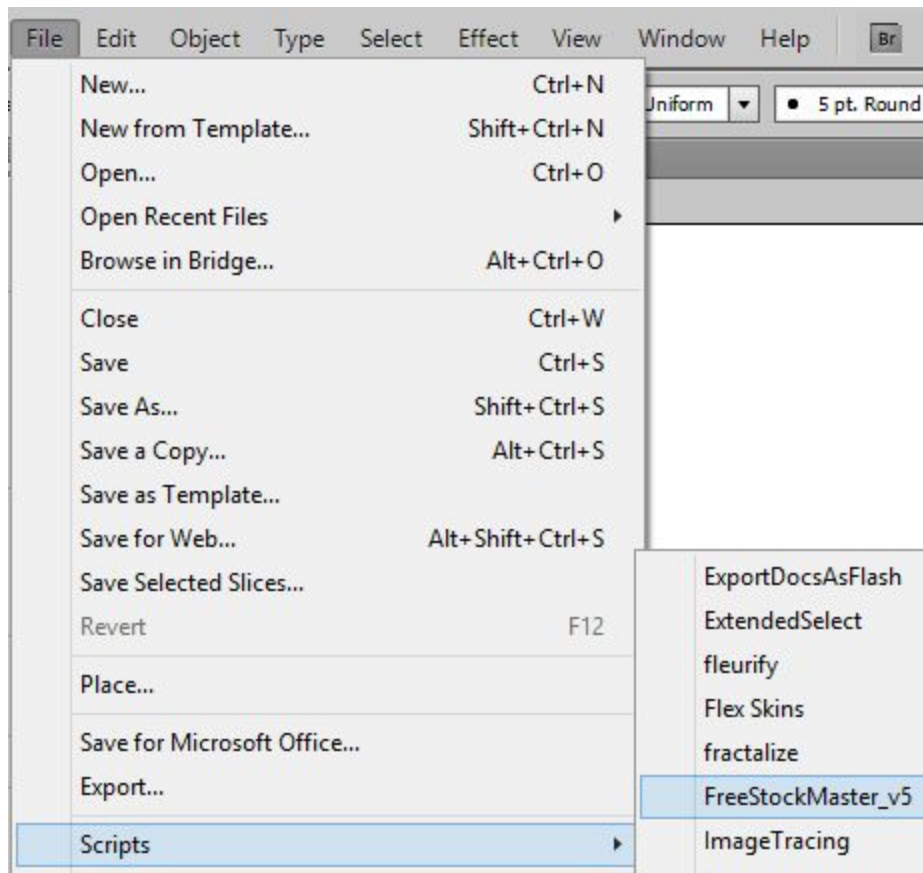 File Edit Object Type Select Effect View Window Help Br
New... Ctrl+N
Uniform 5 pt. Round
New from Template... Shift+Ctrl+N
Open... Ctrl+O
Open Recent Files
Browse in Bridge... Alt+Ctrl+O
Close Ctrl+W
Save Ctrl+S
Save As... Shift+Ctrl+S
Save a Copy... Alt+Ctrl+S
Save as Template...
Save for Web... Alt+Shift+Ctrl+S
Save Selected Slices...
Revert F12
Place...
Save for Microsoft Office...
Export...
Scripts
ExportDocsAsFlash
ExtendedSelect
fleurify
Flex Skins
fractalize
FreeStockMaster_v5
ImageTracing